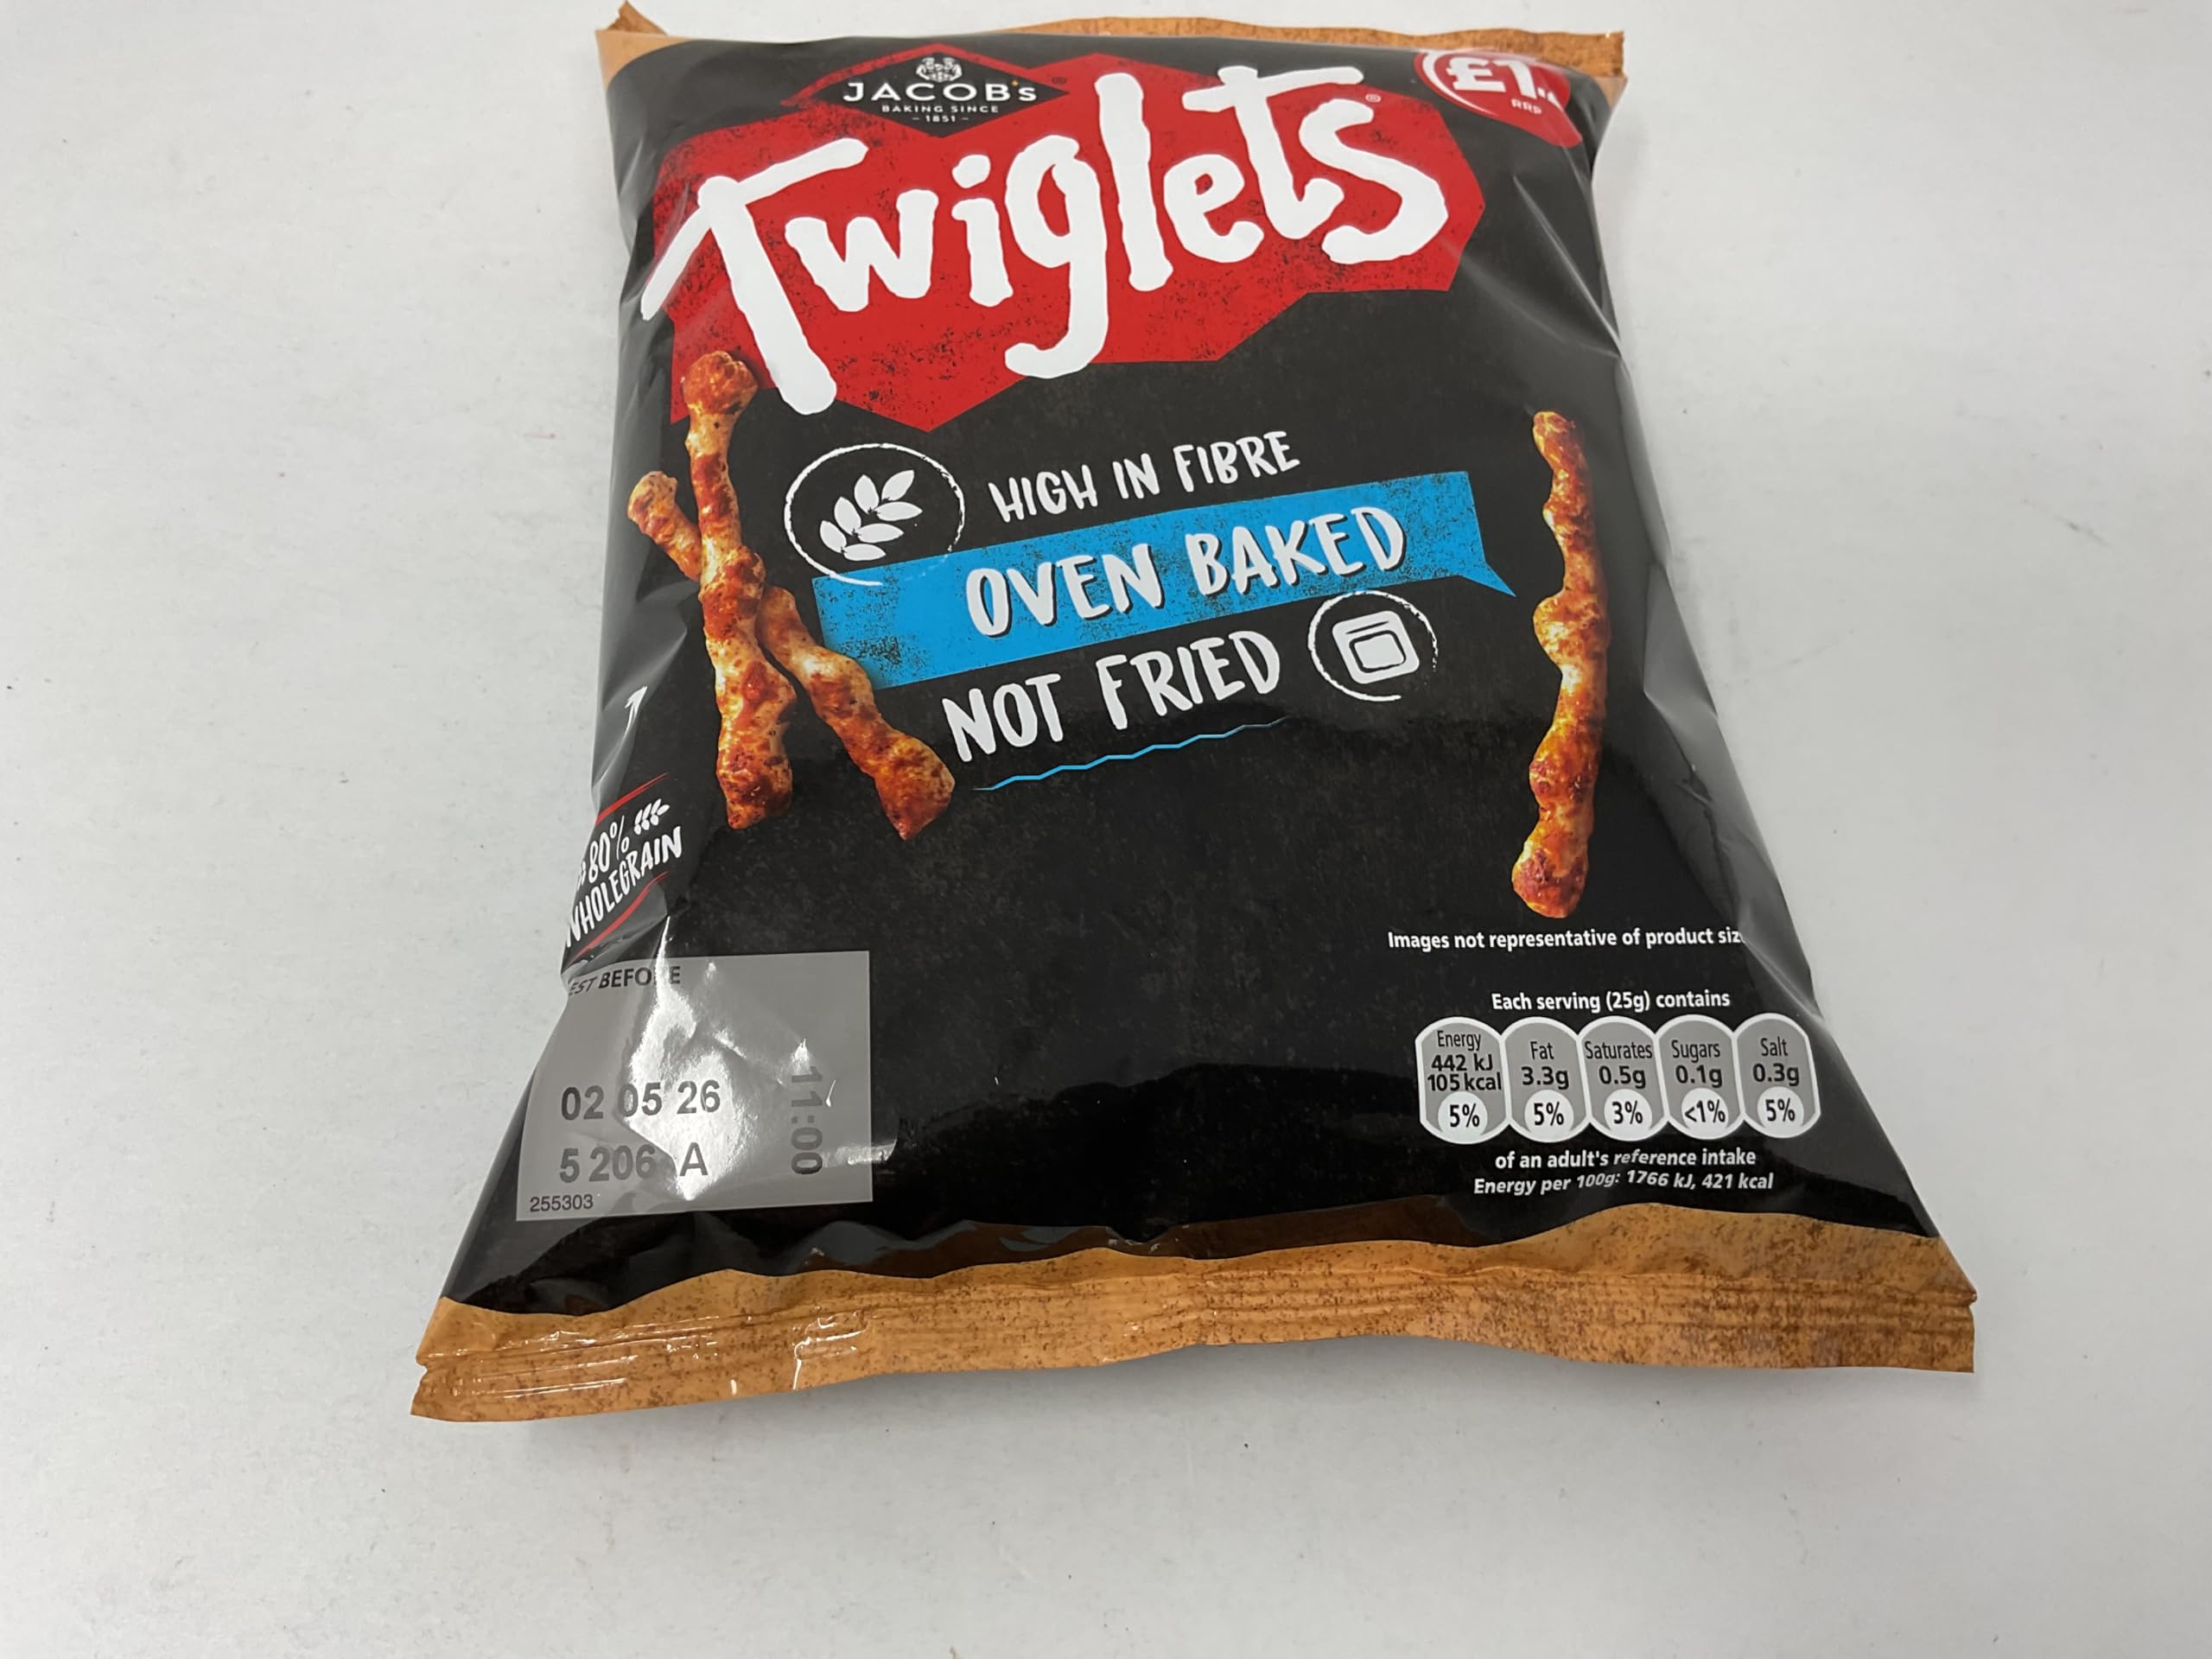 JACOB's
BAKING SINCE
- 1851 -
Twiglets
£1.
RRP
HIGH IN FIBRE
OVEN BAKED
NOT FRIED
80%
WHOLEGRAIN
Images not representative of product
BEST BEFORE
02 05 26
5 206 A
11:00
255303
Each serving (25g) contains
Energy
442 kJ
105 kcal
5%
Fat
3.3g
5%
Saturates
0.5g
3%
Sugars
0.1g
<1%
Salt
0.3g
5%
of an adult's reference intake
Energy per 100g: 1766 kJ, 421 kcal